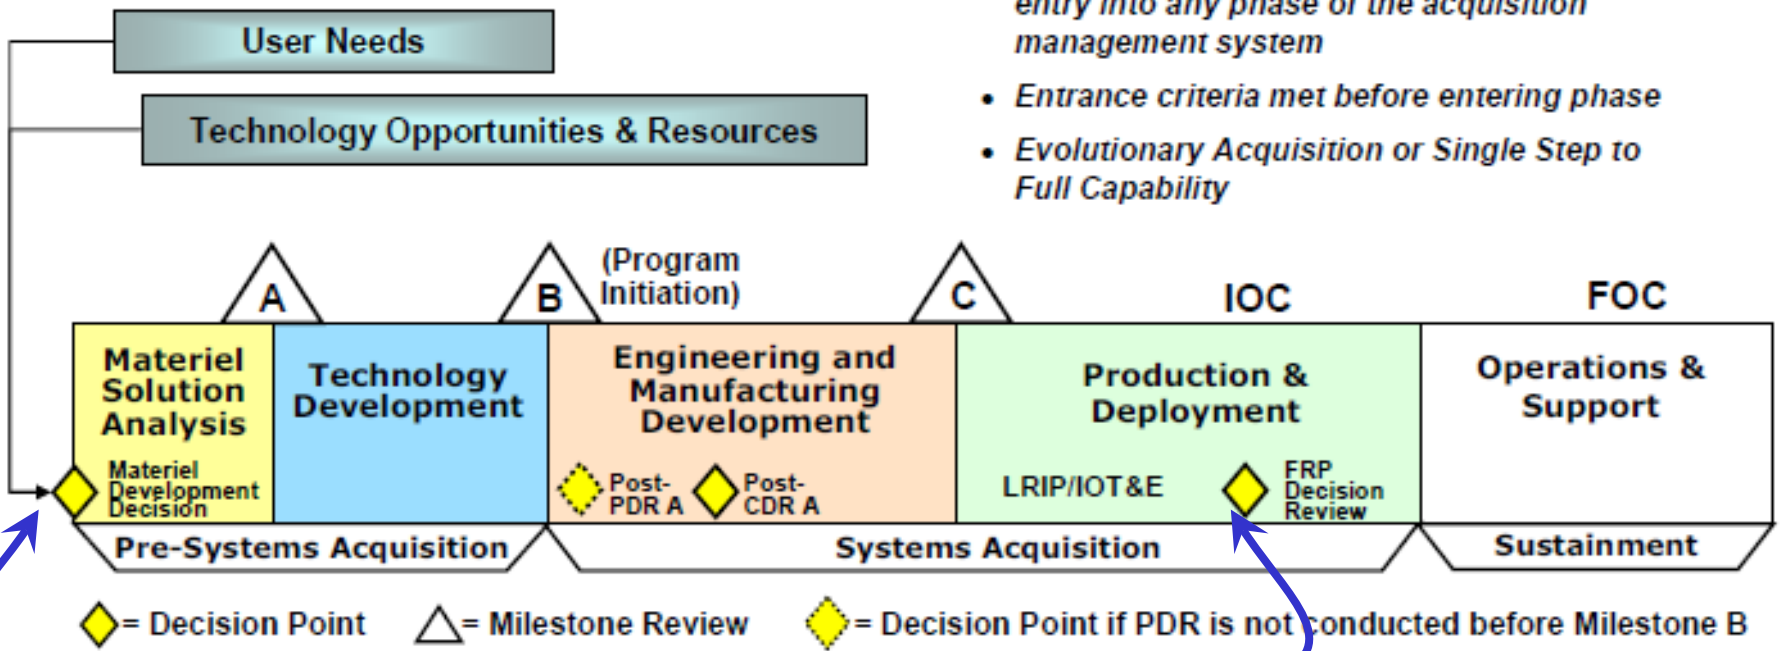 entry into any phase of the acquisition
management system
• Entrance criteria met before entering phase
• Evolutionary Acquisition or Single Step to
Full Capability
User Needs
Technology Opportunities & Resources
A
B
(Program
Initiation)
C
IOC
FOC
Materiel
Solution
Analysis
Technology
Development
Engineering and
Manufacturing
Development
Production &
Deployment
Operations &
Support
Materiel
Development
Decision
Post-
PDR A
Post-
CDR A
LRIP/IOT&E
FRP
Decision
Review
Pre-Systems Acquisition
Systems Acquisition
Sustainment
= Decision Point
= Milestone Review
= Decision Point if PDR is not conducted before Milestone B